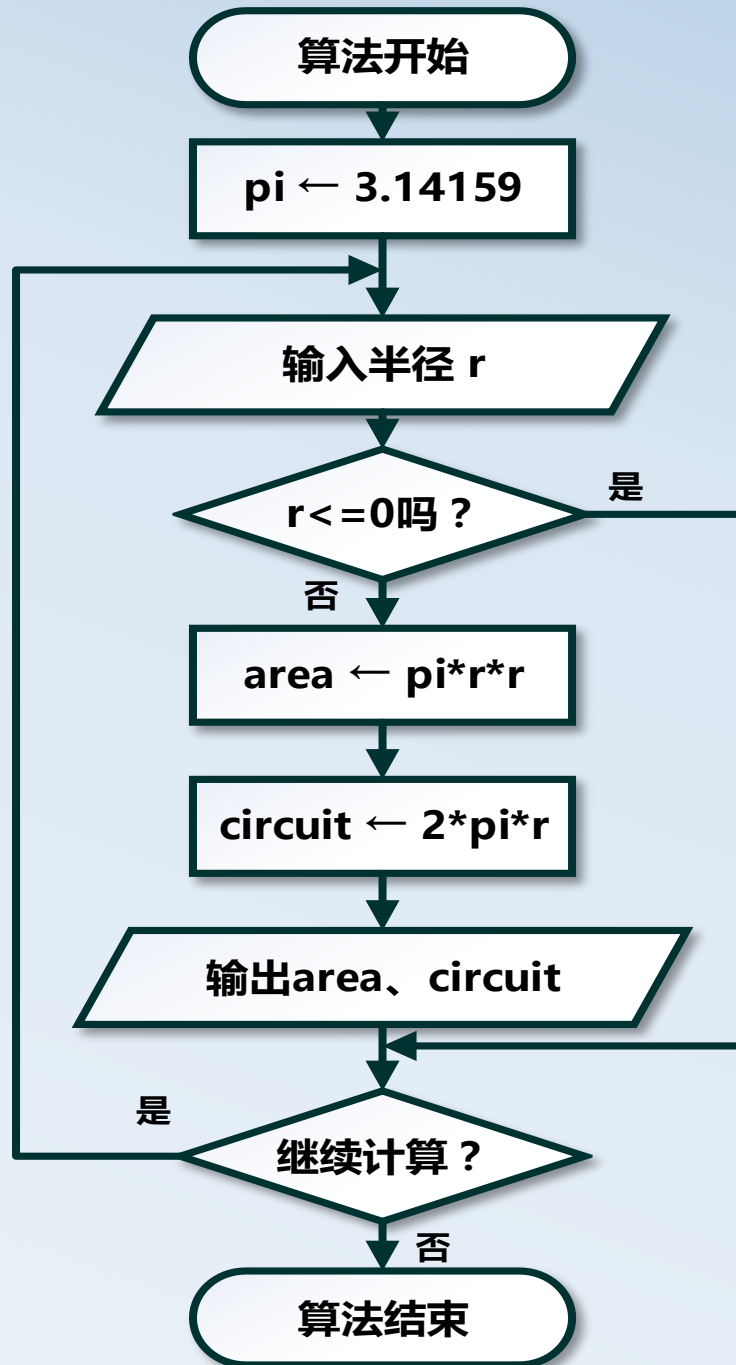 算法开始
pi ← 3.14159
输入半径 r
r<=0吗？
是
否
area ← pi*r*r
circuit ← 2*pi*r
输出area、circuit
是
继续计算？
否
算法结束